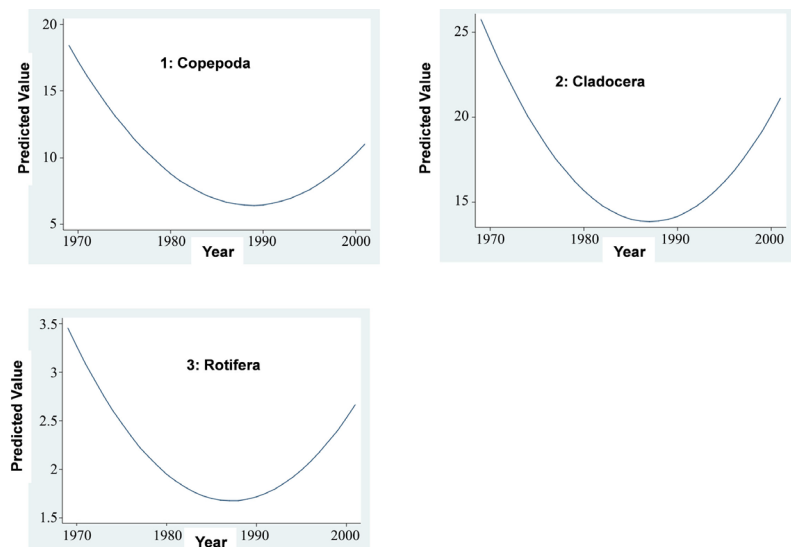 20
15
10
5
Predicted Value
1: Copepoda
1970 1980 1990 2000
Year
25
20
15
Predicted Value
2: Cladocera
1970 1980 1990 2000
Year
3.5
3
2.5
2
1.5
Predicted Value
3: Rotifera
1970 1980 1990 2000
Year